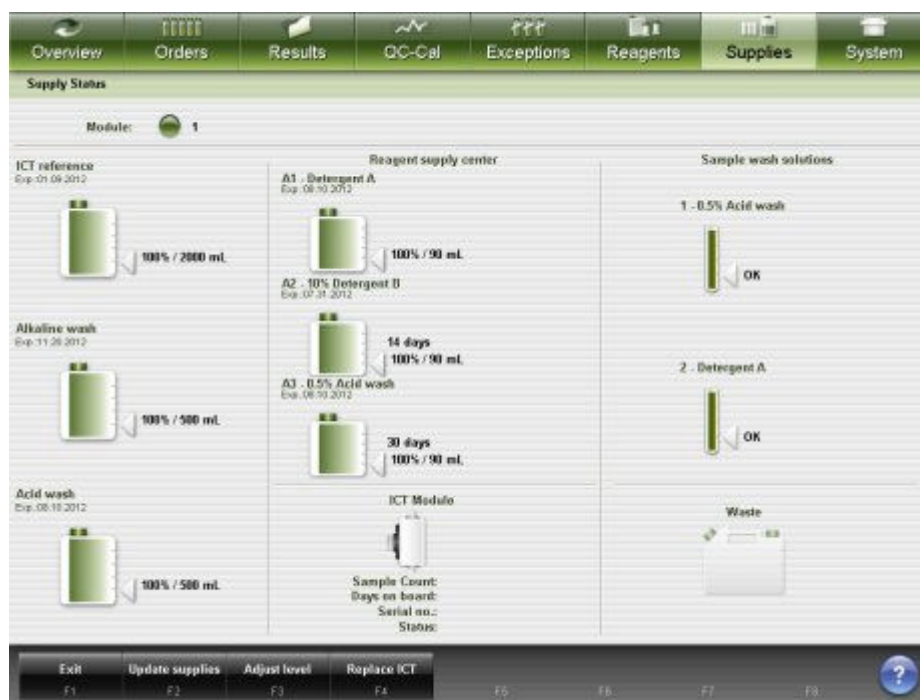 Overview Orders Results QC-Cal Exceptions Reagents Supplies System
Supply Status
Module: 1
ICT reference
Exp.:01.09.2012
100% / 2000 mL
Alkaline wash
Exp.:11.28.2012
100% / 500 mL
Acid wash
Exp.:08.10.2012
100% / 500 mL
Reagent supply center
A1 - Detergent A
Exp.:08.10.2012
100% / 90 mL
A2 - 10% Detergent B
Exp.:07.31.2012
14 days
100% / 90 mL
A3 - 0.5% Acid wash
Exp.:08.10.2012
30 days
100% / 90 mL
ICT Module
Sample Count:
Days on board:
Serial no.:
Status:
Sample wash solutions
1 - 0.5% Acid wash
OK
2 - Detergent A
OK
Waste
Exit Update supplies Adjust level Replace ICT
F1 F2 F3 F4 F5 F6 F7 F8
?